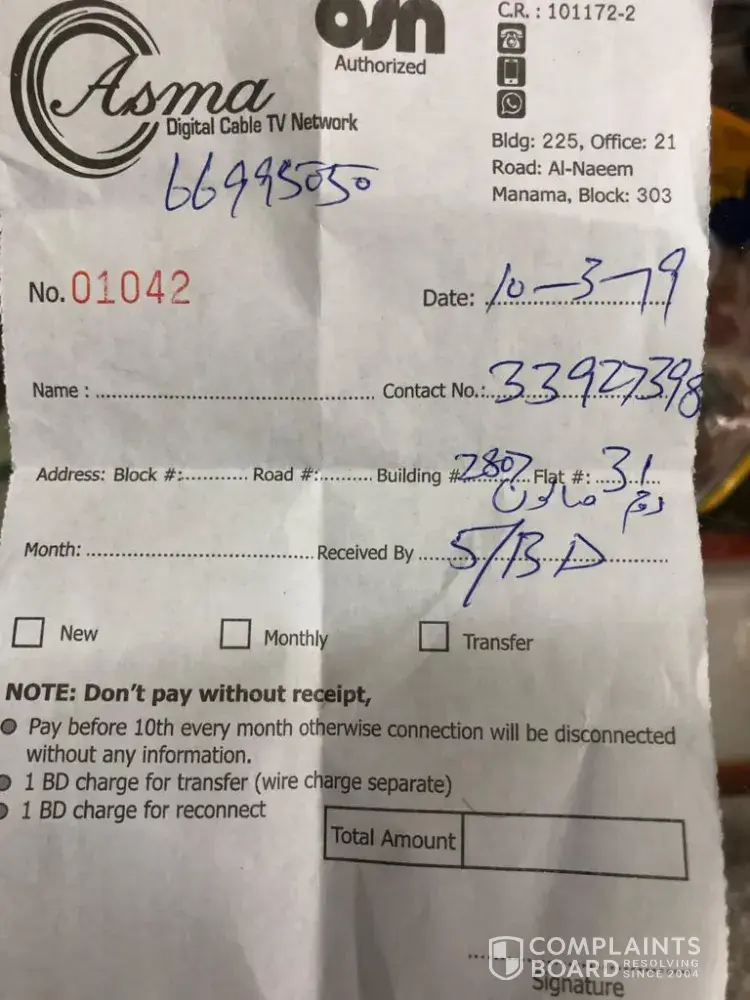 Asma
Digital Cable TV Network
osn
Authorized
C.R. : 101172-2
Bldg: 225, Office: 21
Road: Al-Naeem
Manama, Block: 303
66995050
No. 01042
Date: 10-3-19
Name : Contact No.: 33927398
Address: Block #: Road #: Building # 2807 Flat #: 31
Month: Received By 5/BD
New Monthly Transfer
NOTE: Don't pay without receipt,
Pay before 10th every month otherwise connection will be disconnected
without any information.
1 BD charge for transfer (wire charge separate)
1 BD charge for reconnect
Total Amount
Signature
COMPLAINTS
BOARD RESOLVING
SINCE 2004